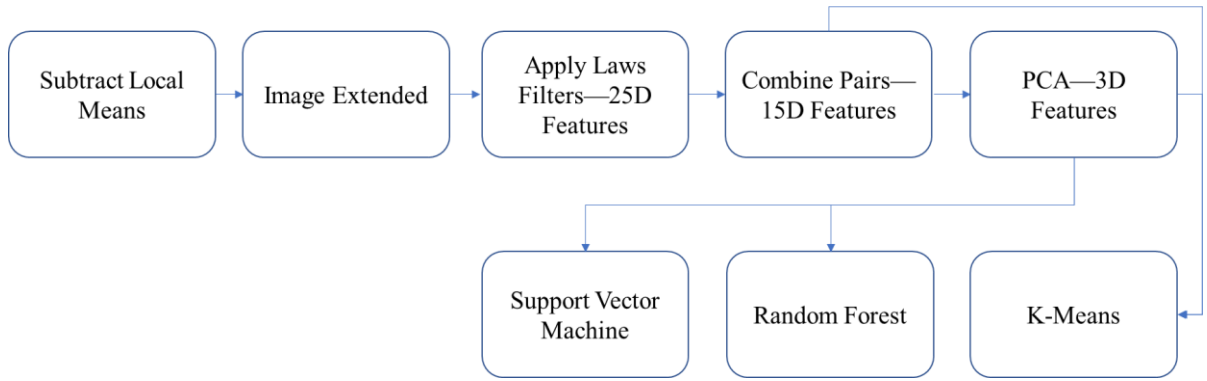 Subtract Local
Means
Image Extended
Apply Laws
Filters—25D
Features
Combine Pairs—
15D Features
PCA—3D
Features
Support Vector
Machine
Random Forest
K-Means